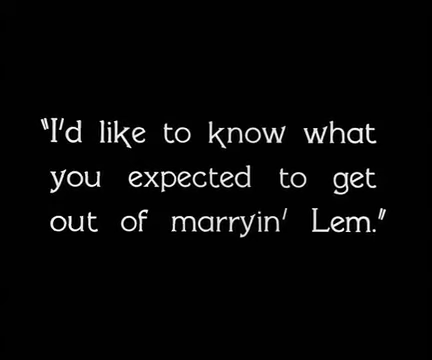 "I'd like to know what
you expected to get
out of marryin' Lem."